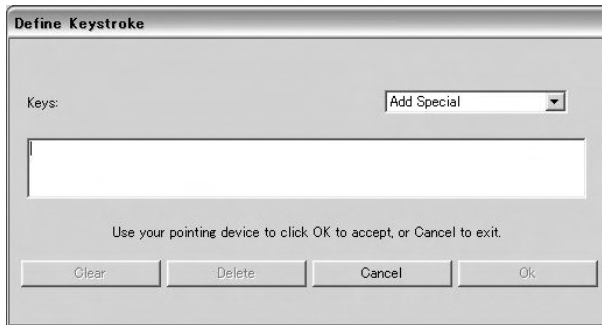 Define Keystroke
Keys:
Add Special
Use your pointing device to click OK to accept, or Cancel to exit.
Clear Delete Cancel Ok